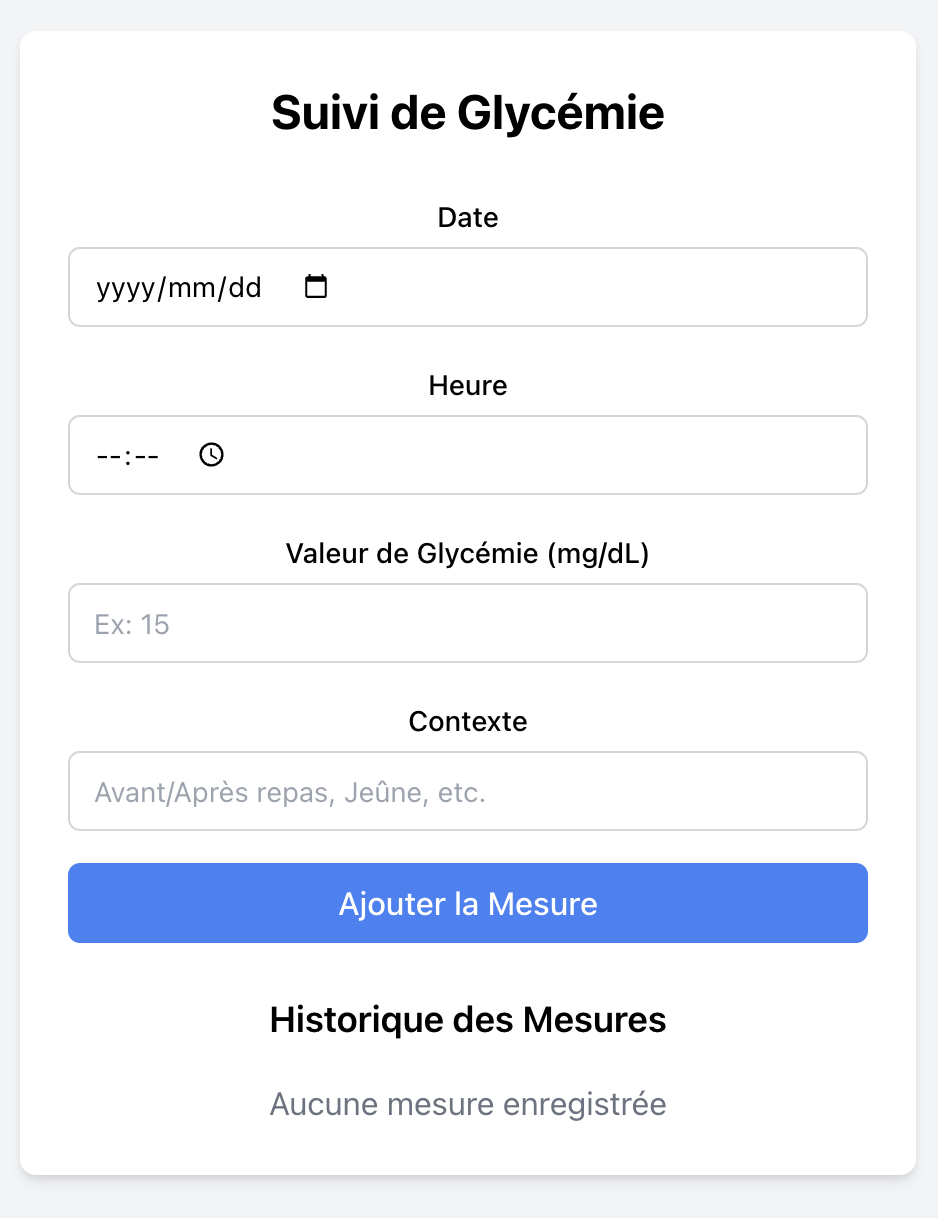 Suivi de Glycémie
Date
yyyy/mm/dd
Heure
--:--
Valeur de Glycémie (mg/dL)
Ex: 15
Contexte
Avant/Après repas, Jeûne, etc.
Ajouter la Mesure
Historique des Mesures
Aucune mesure enregistrée